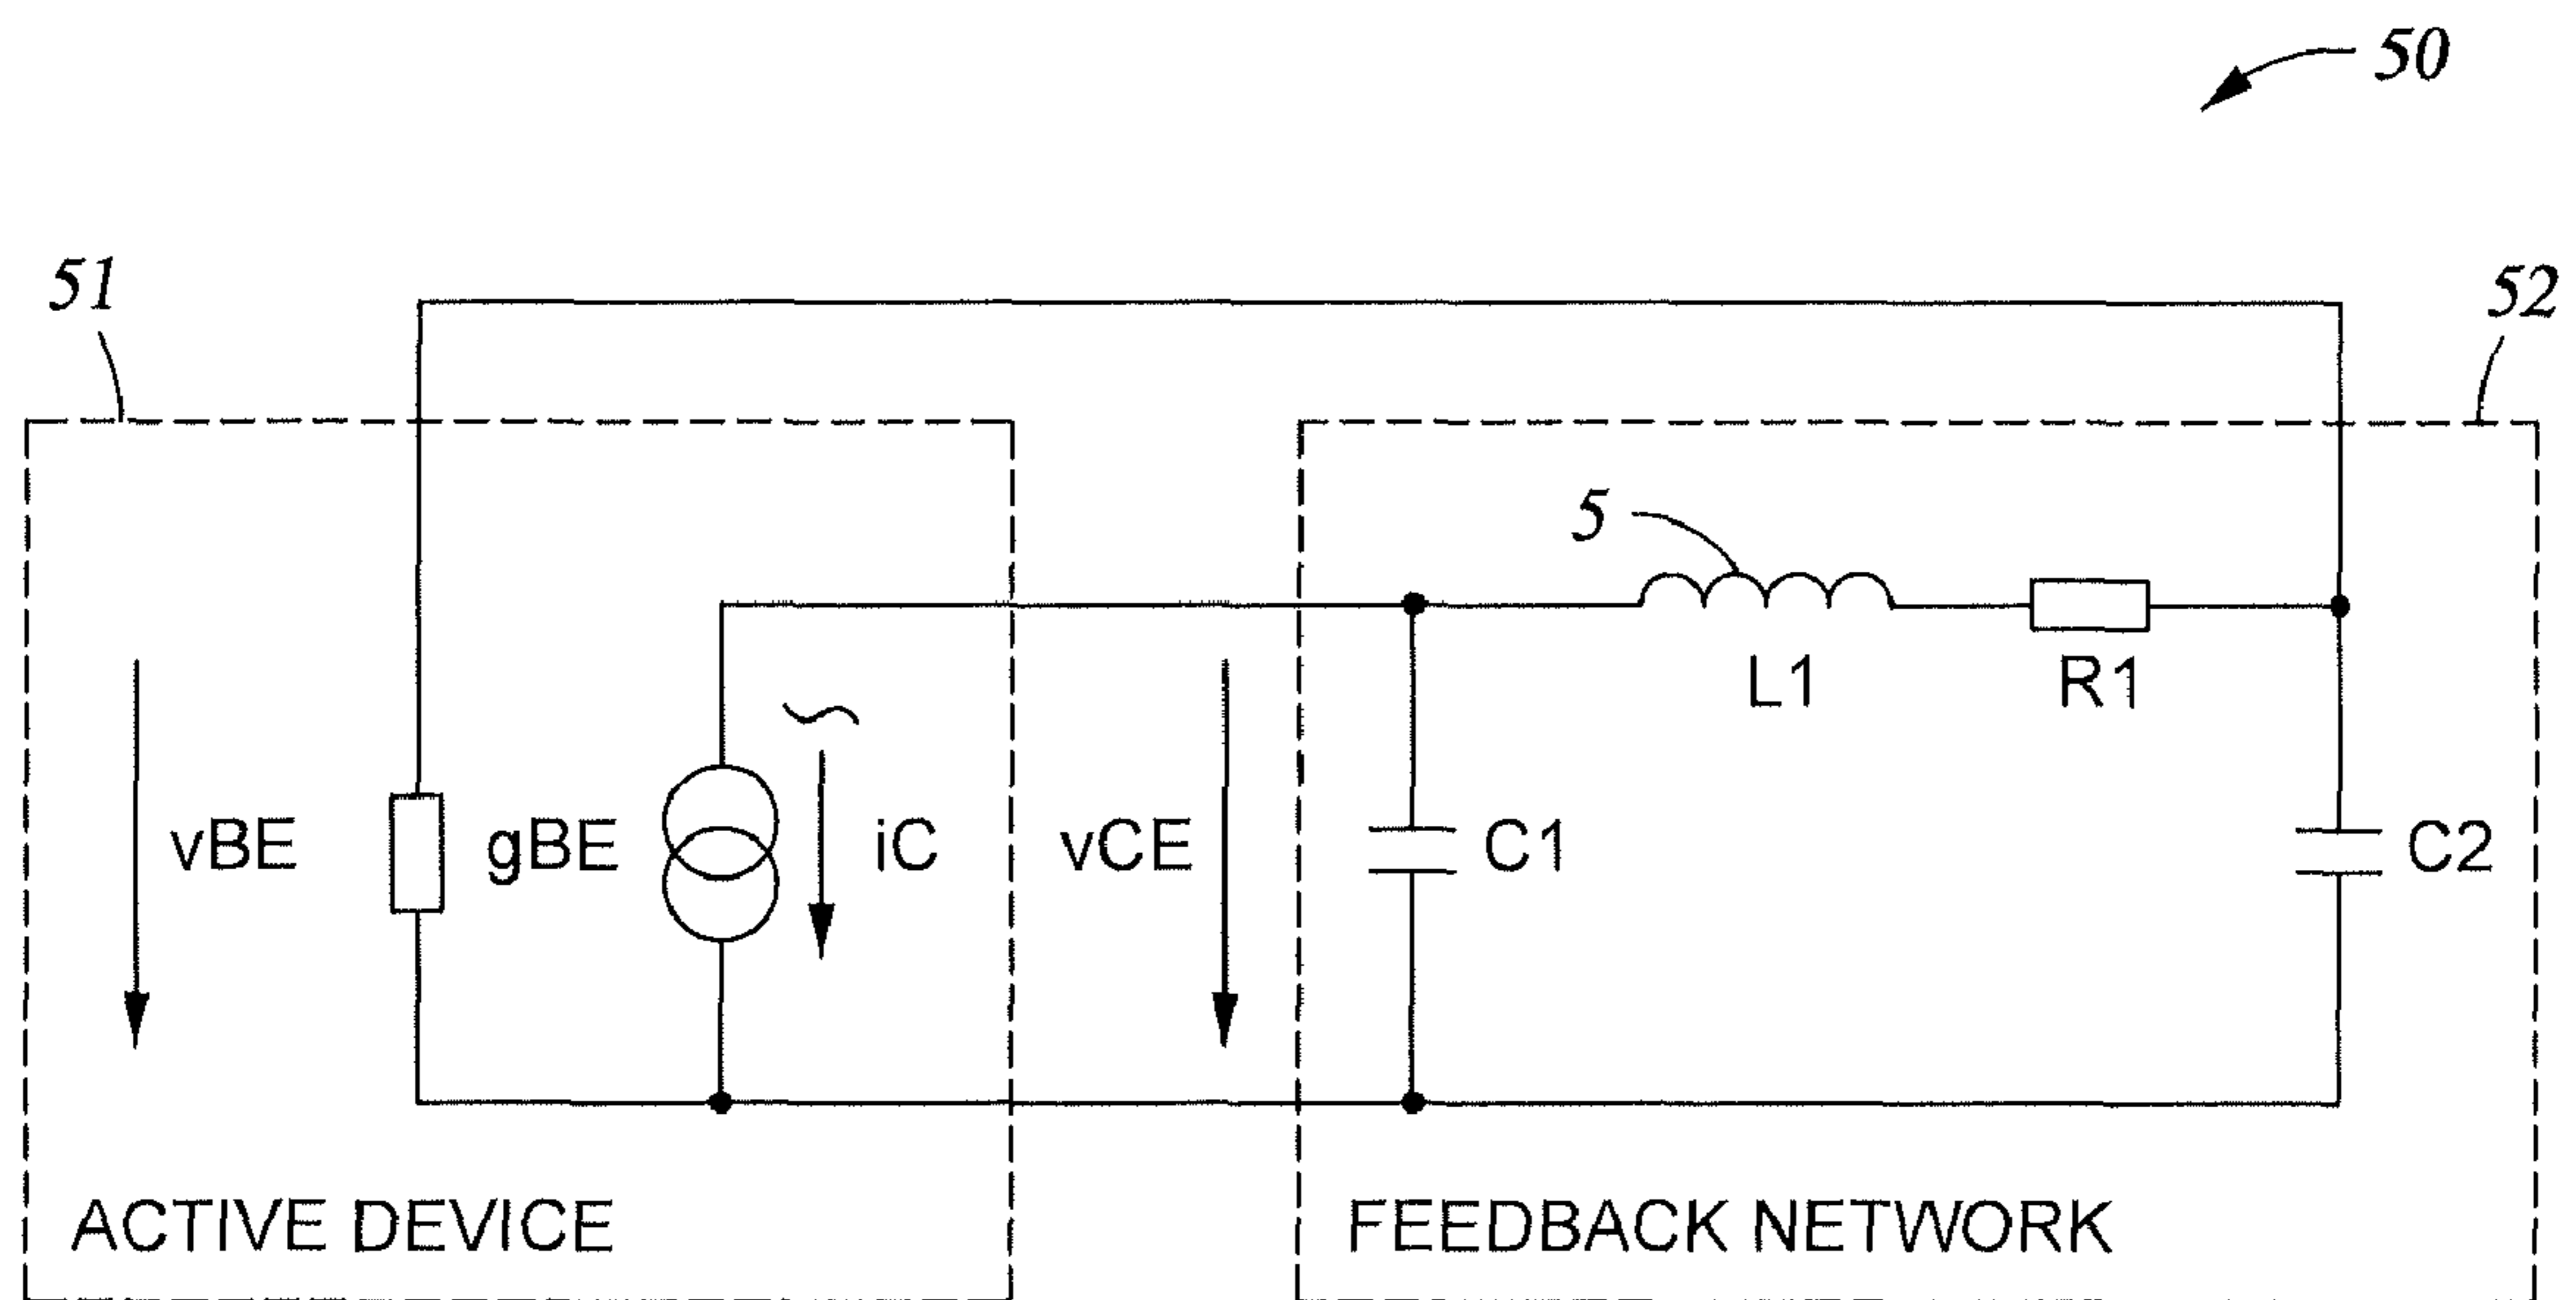 50
51
52
5
L1
R1
vBE
gBE
iC
vCE
C1
C2
ACTIVE DEVICE
FEEDBACK NETWORK